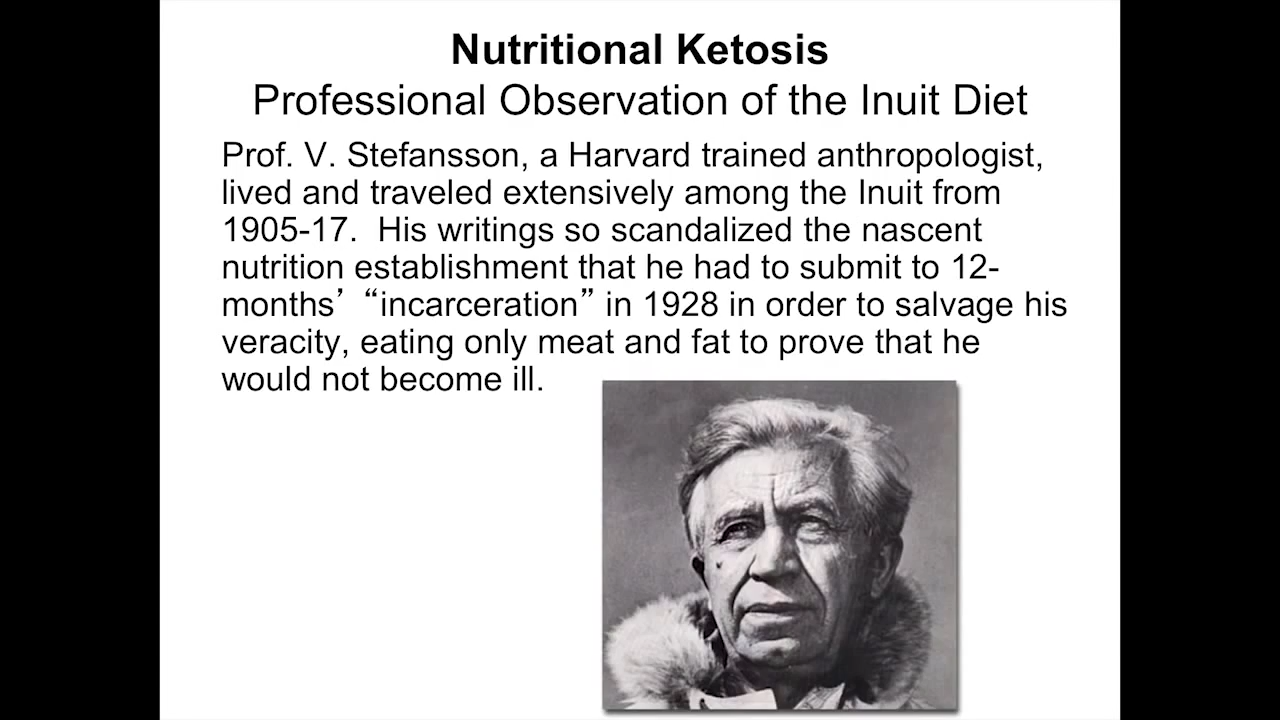 Nutritional Ketosis
Professional Observation of the Inuit Diet
Prof. V. Stefansson, a Harvard trained anthropologist,
lived and traveled extensively among the Inuit from
1905-17.  His writings so scandalized the nascent
nutrition establishment that he had to submit to 12-
months’ “incarceration” in 1928 in order to salvage his
veracity, eating only meat and fat to prove that he
would not become ill.